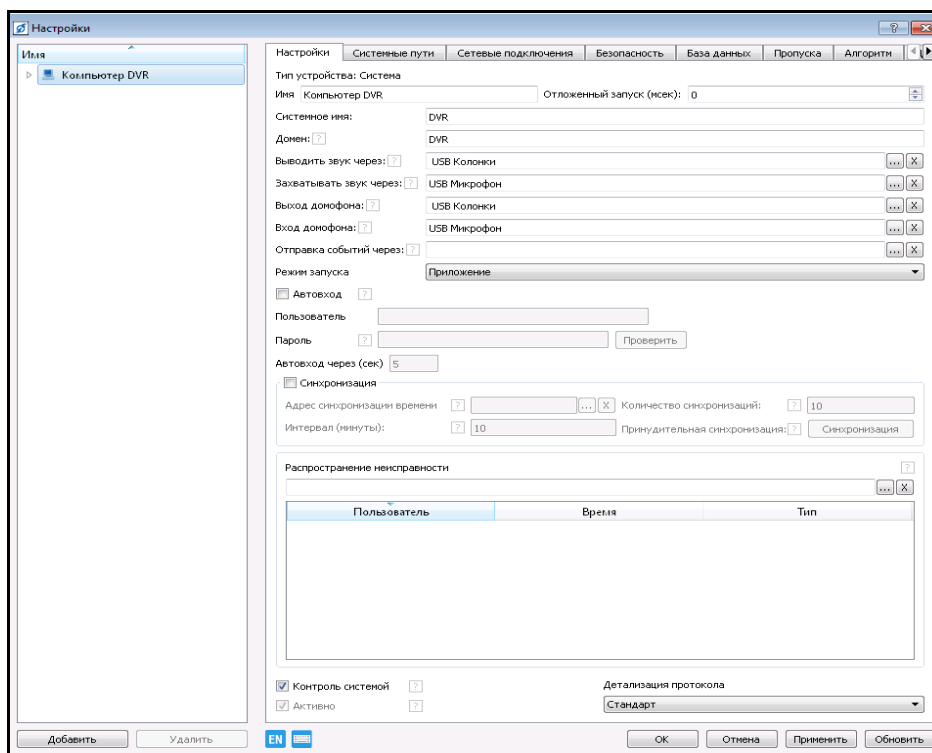 Настройки
Имя
Компьютер DVR
Настройки Системные пути Сетевые подключения Безопасность База данных Пропуска Алгоритм
Тип устройства: Система
Имя Компьютер DVR Отложенный запуск (мсек): 0
Системное имя: DVR
Домен: ? DVR
Выводить звук через: ? USB Колонки ... X
Захватывать звук через: ? USB Микрофон ... X
Выход домофона: ? USB Колонки ... X
Вход домофона: ? USB Микрофон ... X
Отправка событий через: ? ... X
Режим запуска Приложение
Автовход ?
Пользователь
Пароль ? Проверить
Автовход через (сек) 5
Синхронизация
Адрес синхронизации времени ? ... X Количество синхронизаций: ? 10
Интервал (минуты): ? 10 Принудительная синхронизация: ? Синхронизация
Распространение неисправности ?
... X
Пользователь Время Тип
Контроль системой ? Детализация протокола
Активно ? Стандарт
Добавить Удалить EN ОК Отмена Применить Обновить